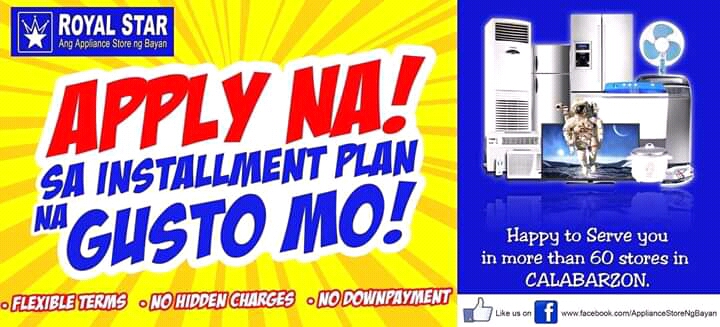 ROYAL STAR
Ang Appliance Store ng Bayan
APPLY NA!
SA INSTALLMENT PLAN
NA GUSTO MO!
• FLEXIBLE TERMS • NO HIDDEN CHARGES • NO DOWNPAYMENT
Happy to Serve you
in more than 60 stores in
CALABARZON.
Like us on f www.facebook.com/ApplianceStoreNgBayan